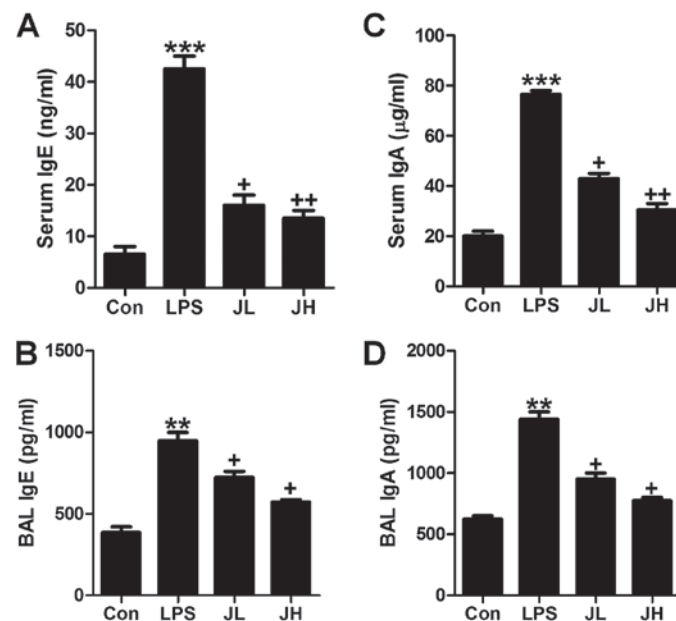 A
Serum IgE (ng/ml)
50
40
30
20
10
0
***
+
++
Con LPS JL JH
C
Serum IgA (μg/ml)
100
80
60
40
20
0
***
+
++
Con LPS JL JH
B
BAL IgE (pg/ml)
1500
1000
500
0
**
+
+
Con LPS JL JH
D
BAL IgA (pg/ml)
2000
1500
1000
500
0
**
+
+
Con LPS JL JH